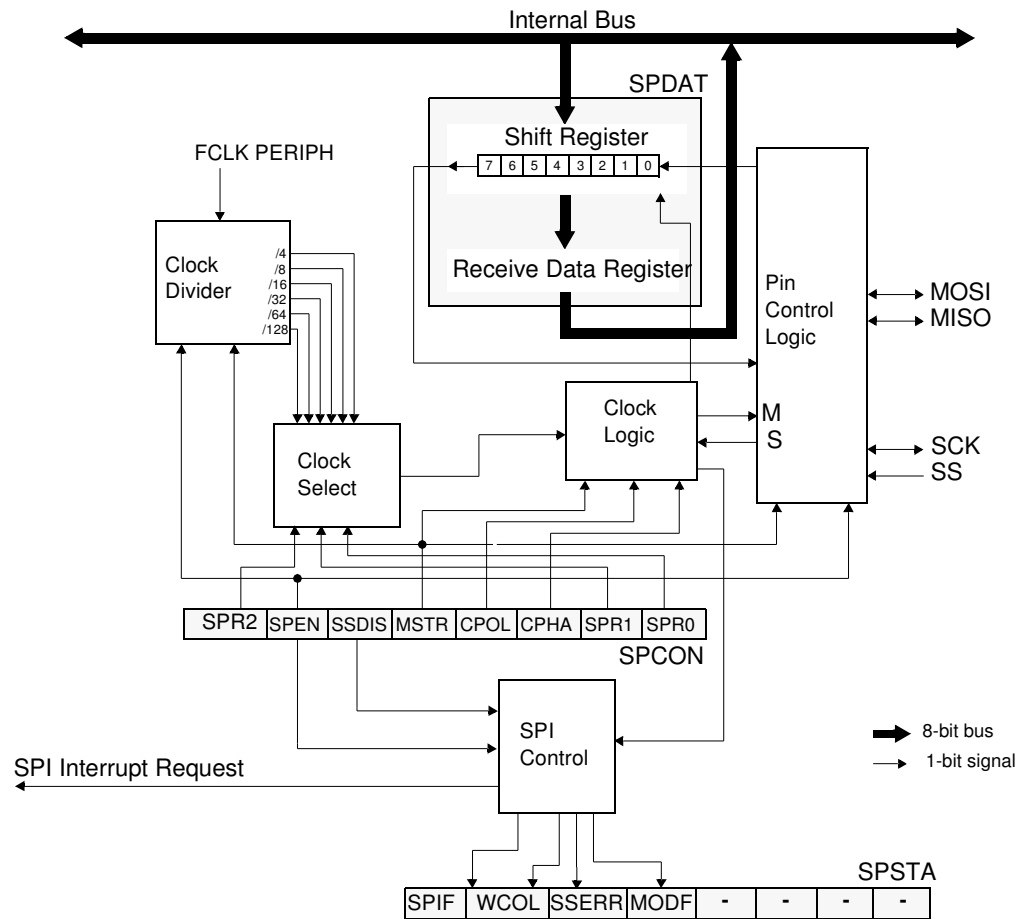 Internal Bus
SPDAT
Shift Register
7 6 5 4 3 2 1 0
FCLK PERIPH
Clock
Divider
/4
/8
/16
/32
/64
/128
Receive Data Register
Pin
Control
Logic
MOSI
MISO
Clock
Logic
M
S
SCK
SS
Clock
Select
SPR2 SPEN SSDIS MSTR CPOL CPHA SPR1 SPR0
SPCON
SPI
Control
8-bit bus
1-bit signal
SPI Interrupt Request
SPSTA
SPIF WCOL SSERR MODF - - - -